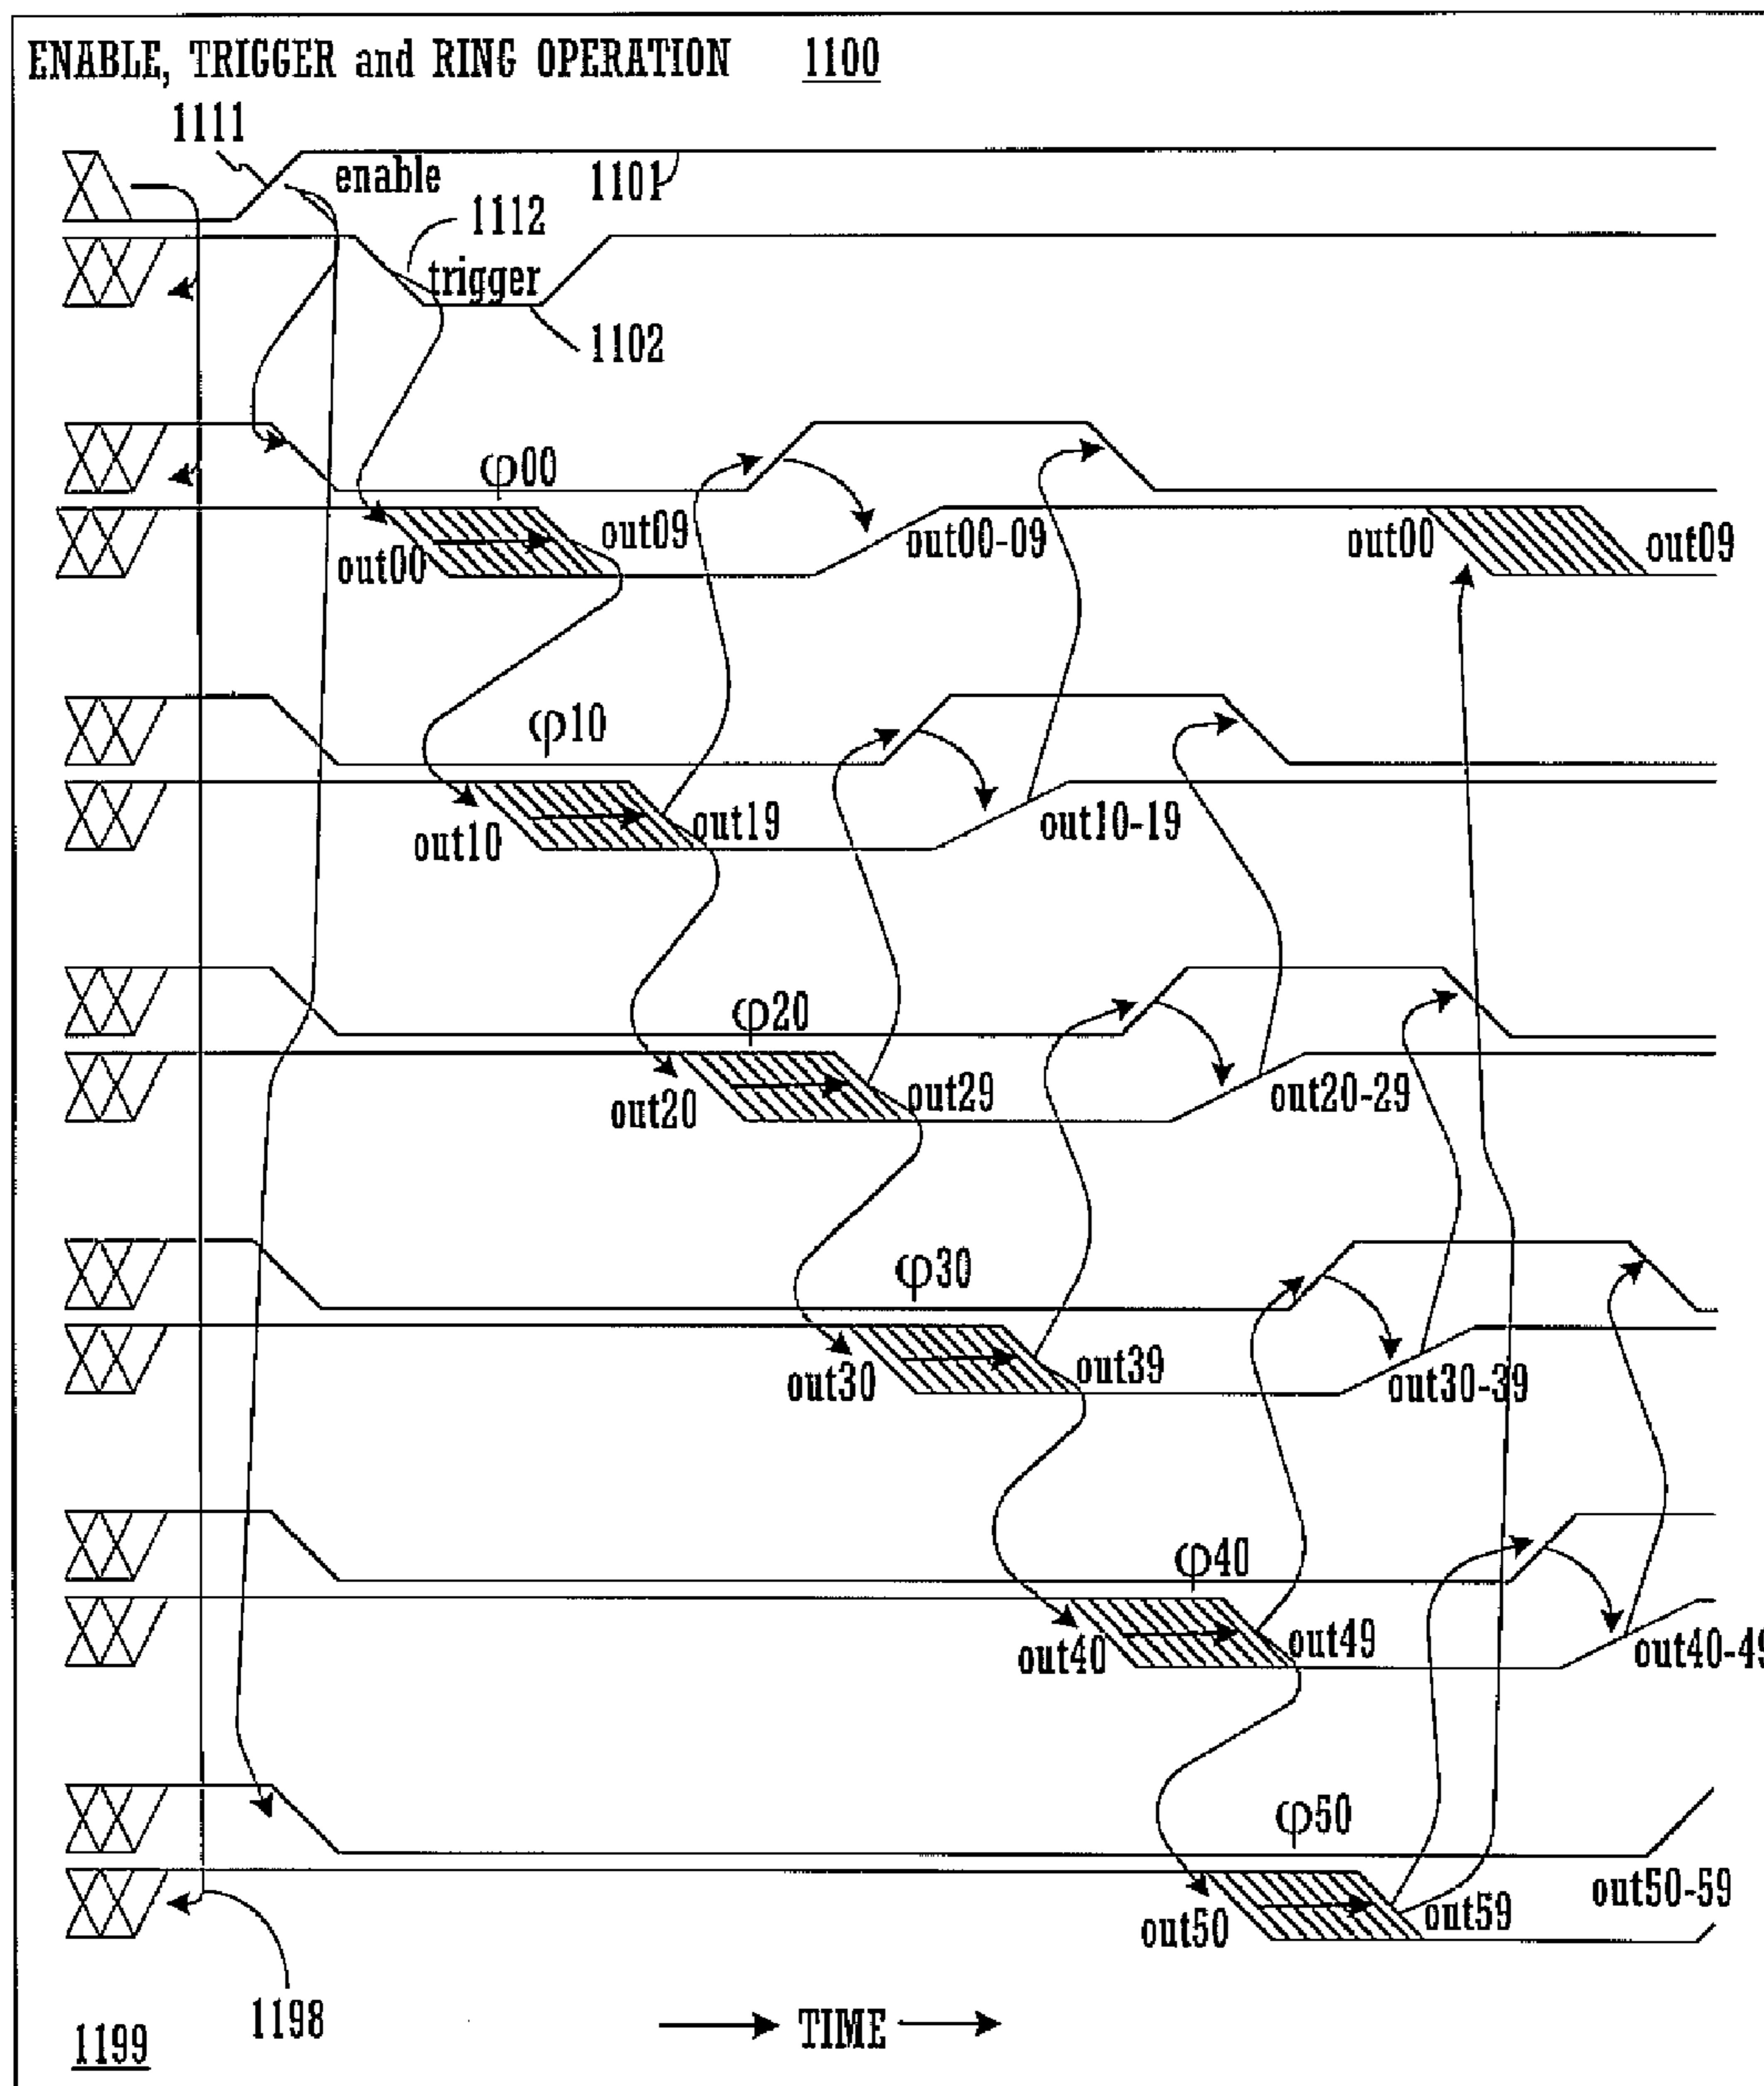 ENABLE, TRIGGER and RING OPERATION 1100
1111
enable
1101
1112
trigger
1102
φ00
out00
out09
out00-09
out00
out09
φ10
out10
out19
out10-19
φ20
out20
out29
out20-29
φ30
out30
out39
out30-39
φ40
out40
out49
out40-49
φ50
out50
out59
out50-59
1198
1199
TIME